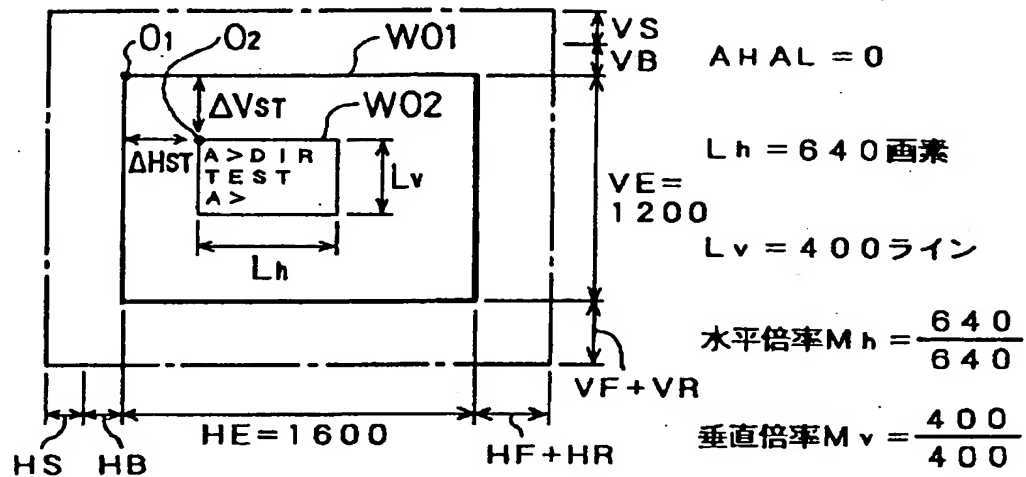 O1
O2
W01
VS
VB
AHAL=0
ΔVST
W02
ΔHST
A>DIR
TEST
A>
Lv
Lh
Lh=640画素
VE=
1200
Lv=400ライン
水平倍率Mh=640/640
VF+VR
垂直倍率Mv=400/400
HS
HB
HE=1600
HF+HR